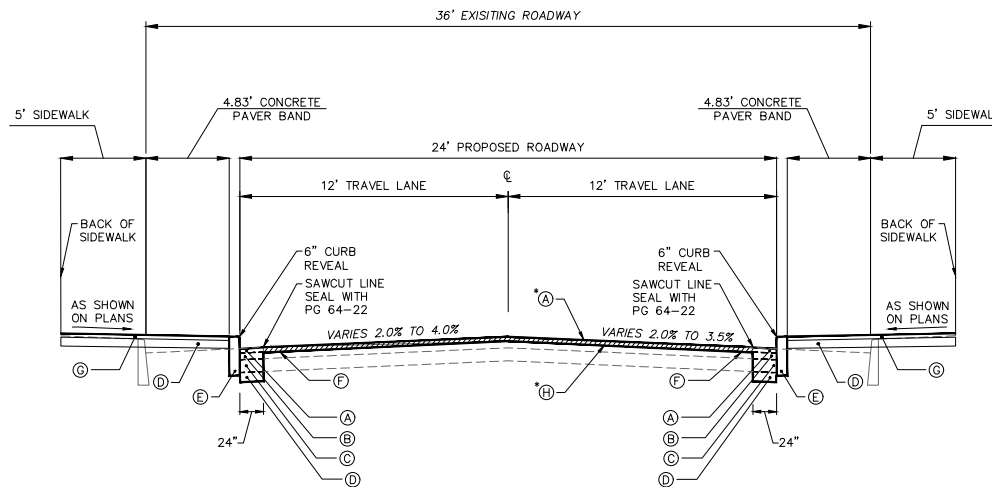 36' EXISITING ROADWAY
4.83' CONCRETE
PAVER BAND
4.83' CONCRETE
PAVER BAND
5' SIDEWALK
5' SIDEWAL
24' PROPOSED ROADWAY
℄
12' TRAVEL LANE
12' TRAVEL LANE
BACK OF
SIDEWALK
6" CURB
REVEAL
SAWCUT LINE
SEAL WITH
PG 64-22
6" CURB
REVEAL
SAWCUT LINE
SEAL WITH
PG 64-22
BACK OF
SIDEWALK
AS SHOWN
ON PLANS
*A
AS SHOWN
ON PLANS
VARIES 2.0% TO 4.0%
VARIES 2.0% TO 3.5%
G
D
E
F
*H
F
E
D
G
A
B
C
D
24"
A
B
C
D
24"